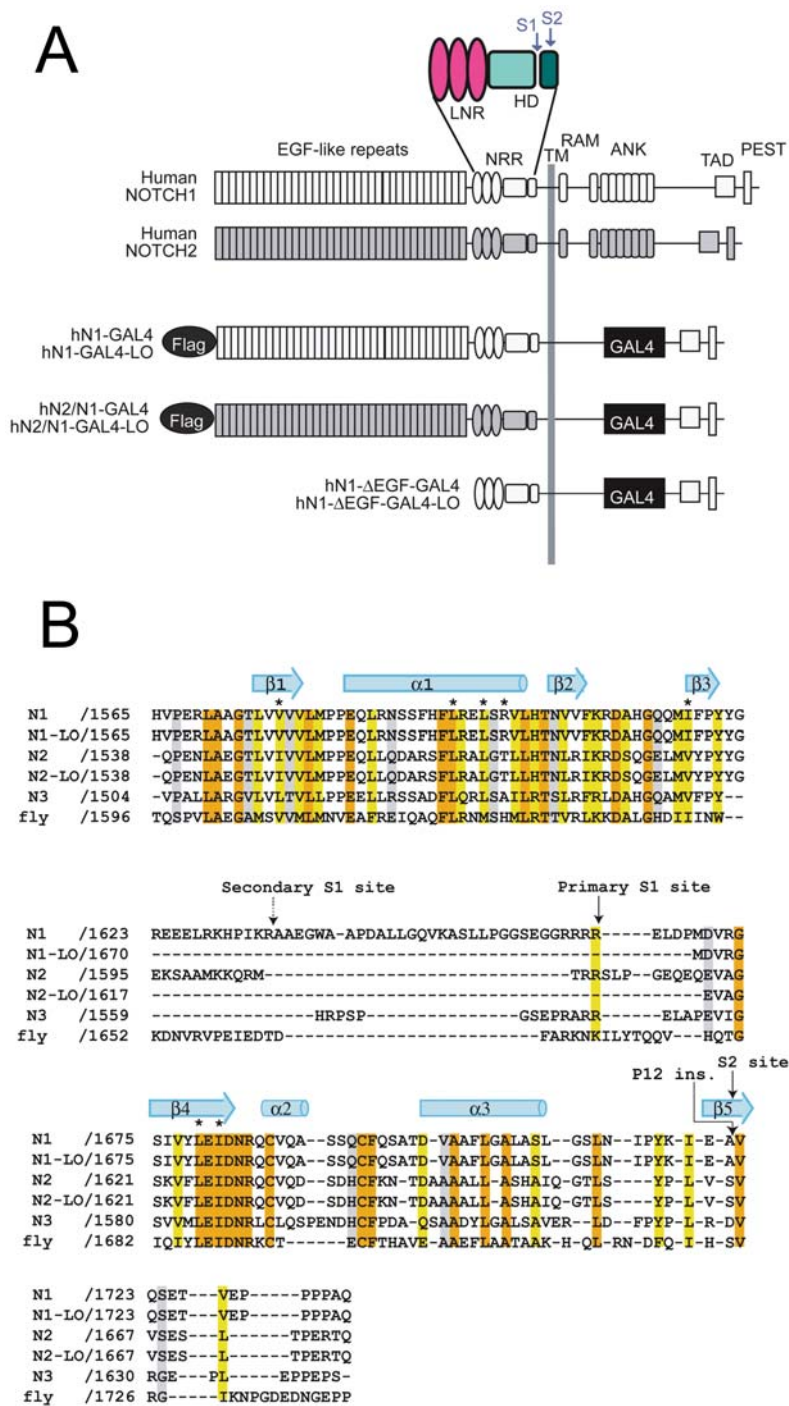 A
S1 S2
LNR HD
EGF-like repeats NRR TM RAM ANK TAD PEST
Human
NOTCH1
Human
NOTCH2
hN1-GAL4
hN1-GAL4-LO
Flag GAL4
hN2/N1-GAL4
hN2/N1-GAL4-LO
Flag GAL4
hN1-ΔEGF-GAL4
hN1-ΔEGF-GAL4-LO
GAL4
B
β1 α1 β2 β3
* * * * *
N1 /1565 HVPERLAAGTLVVVVLMPPEQLRNSSFHFLRELSRVLHTNVVFKRDAHGQQMIFPYYG
N1-LO/1565 HVPERLAAGTLVVVVLMPPEQLRNSSFHFLRELSRVLHTNVVFKRDAHGQQMIFPYYG
N2 /1538 -QPENLAEGTLVIVVLMPPEQLLQDARSFLRALGTLLHTNLRIKRDSQGELMVYPYYG
N2-LO/1538 -QPENLAEGTLVIVVLMPPEQLLQDARSFLRALGTLLHTNLRIKRDSQGELMVYPYYG
N3 /1504 -VPALLARGVLVLTVLLPPEELLRSSADFLQRLSAILRTSLRFRLDAHGQAMVFPY--
fly /1596 TQSPVLAEGAMSVVMLMNVEAFREIQAQFLRNMSHMLRTTVRLKKDALGHDIIINW--
Secondary S1 site Primary S1 site
N1 /1623 REEELRKHPIKRAAEGWA-APDALLGQVKASLLPGGSEGGRRRR-----ELDPMDVRG
N1-LO/1670 -----------------------------------------------------MDVRG
N2 /1595 EKSAAMKKQRM-------------------------------TRRSLP-GEQEQEVAG
N2-LO/1617 ------------------------------------------------------EVAG
N3 /1559 ----------------HRPSP---------------GSEPRARR-----ELAPEVIG
fly /1652 KDNVRVPEIEDTD--------------------------FARKNKILYTQQV--HQTG
P12 ins. S2 site
β4 α2 α3 β5
* *
N1 /1675 SIVYLEIDNRQCVQA--SSQCFQSATD-VAAFLGALASL--GSLN--IPYK-I--E-AV
N1-LO/1675 SIVYLEIDNRQCVQA--SSQCFQSATD-VAAFLGALASL--GSLN--IPYK-I--E-AV
N2 /1621 SKVFLEIDNRQCVQD--SDHCFKN-TDAAAALL-ASHAIQ-GTLS---YP-L--V-SV
N2-LO/1621 SKVFLEIDNRQCVQD--SDHCFKN-TDAAAALL-ASHAIQ-GTLS---YP-L--V-SV
N3 /1580 SVVMLEIDNRLCLQSPENDHCFPDA-QSAADYLGALSAVER--LD--FPYP-L--R-DV
fly /1682 IQIYLEIDNRKCT------ECFTHAVE-AAEFLAATAAK-H-QL--RN-DF-Q-I--H-SV
N1 /1723 QSET---VEP-----PPPAQ
N1-LO/1723 QSET---VEP-----PPPAQ
N2 /1667 VSES---L------TPERTQ
N2-LO/1667 VSES---L------TPERTQ
N3 /1630 RGE---PL-----EPPEPS-
fly /1726 RG-----IKNPGDEDNGEPP